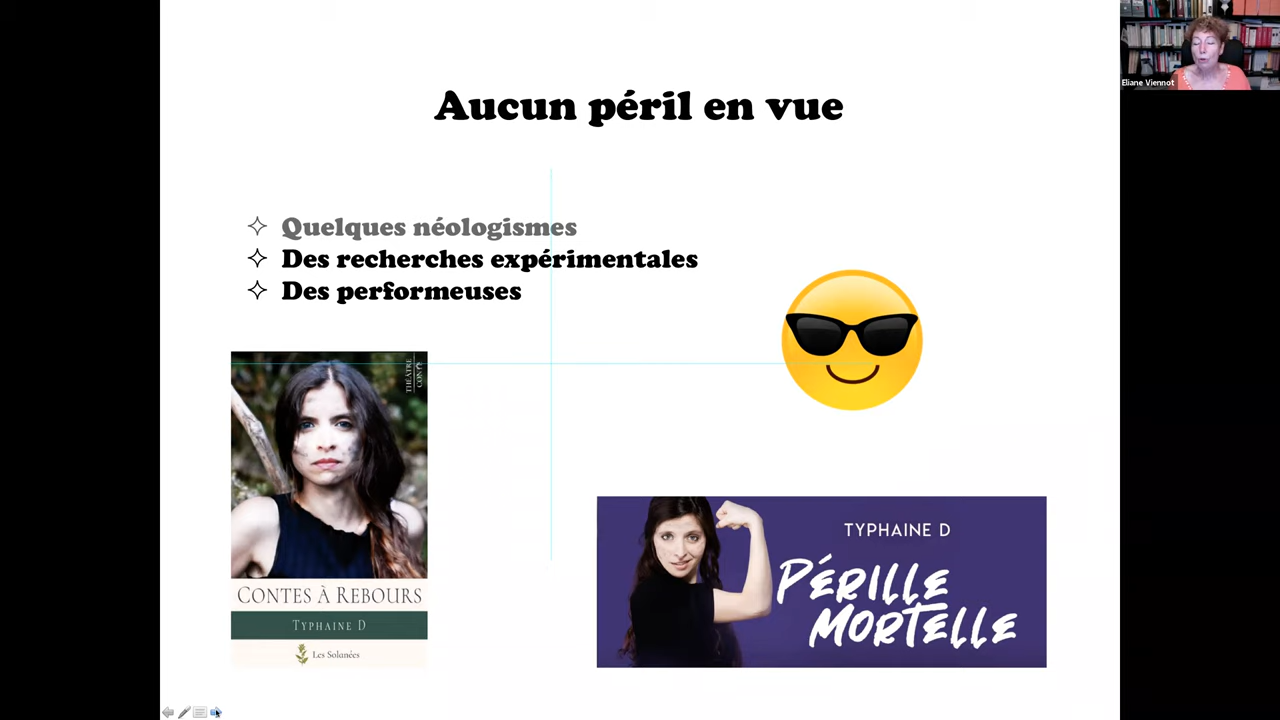 Aucun péril en vue
Eliane Viennot
Quelques néologismes
Des recherches expérimentales
Des performeuses
THÉÂTRE
CONTE
CONTES À REBOURS
TYPHAINE D
Les Solanées
TYPHAINE D
PÉRILLE
MORTELLE